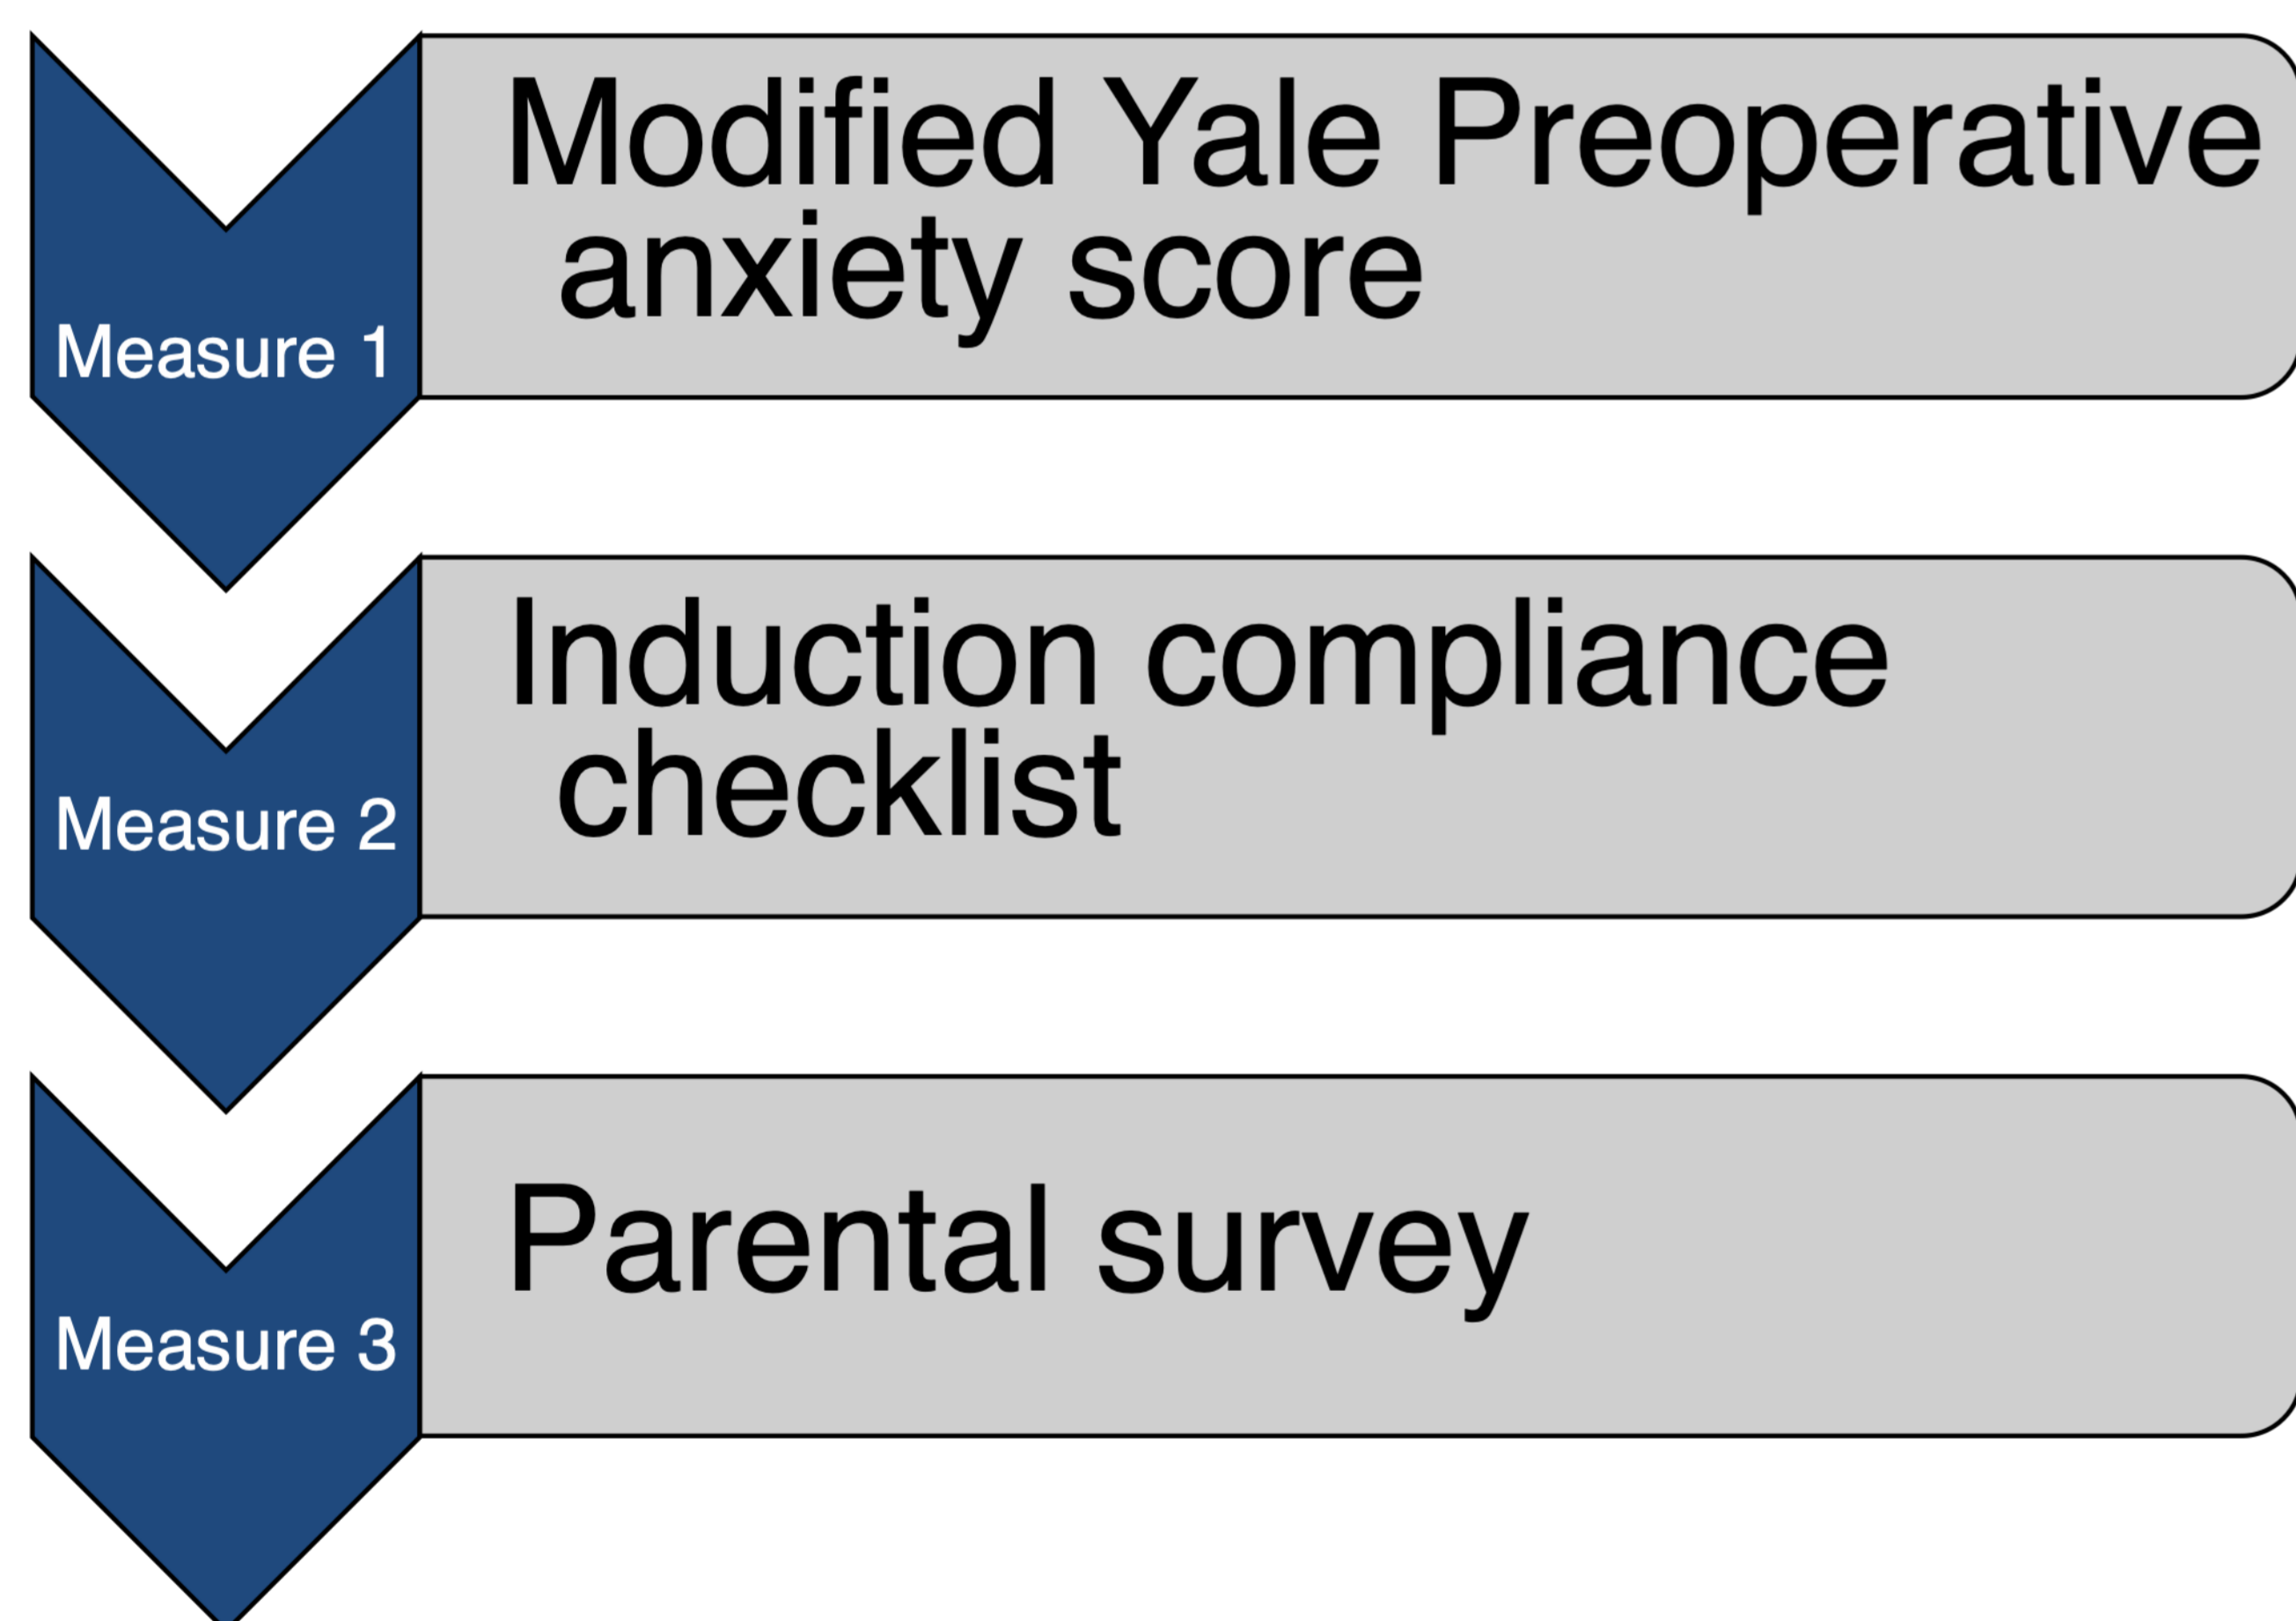 Measure 1
Modified Yale Preoperative
anxiety score
Measure 2
Induction compliance
checklist
Measure 3
Parental survey